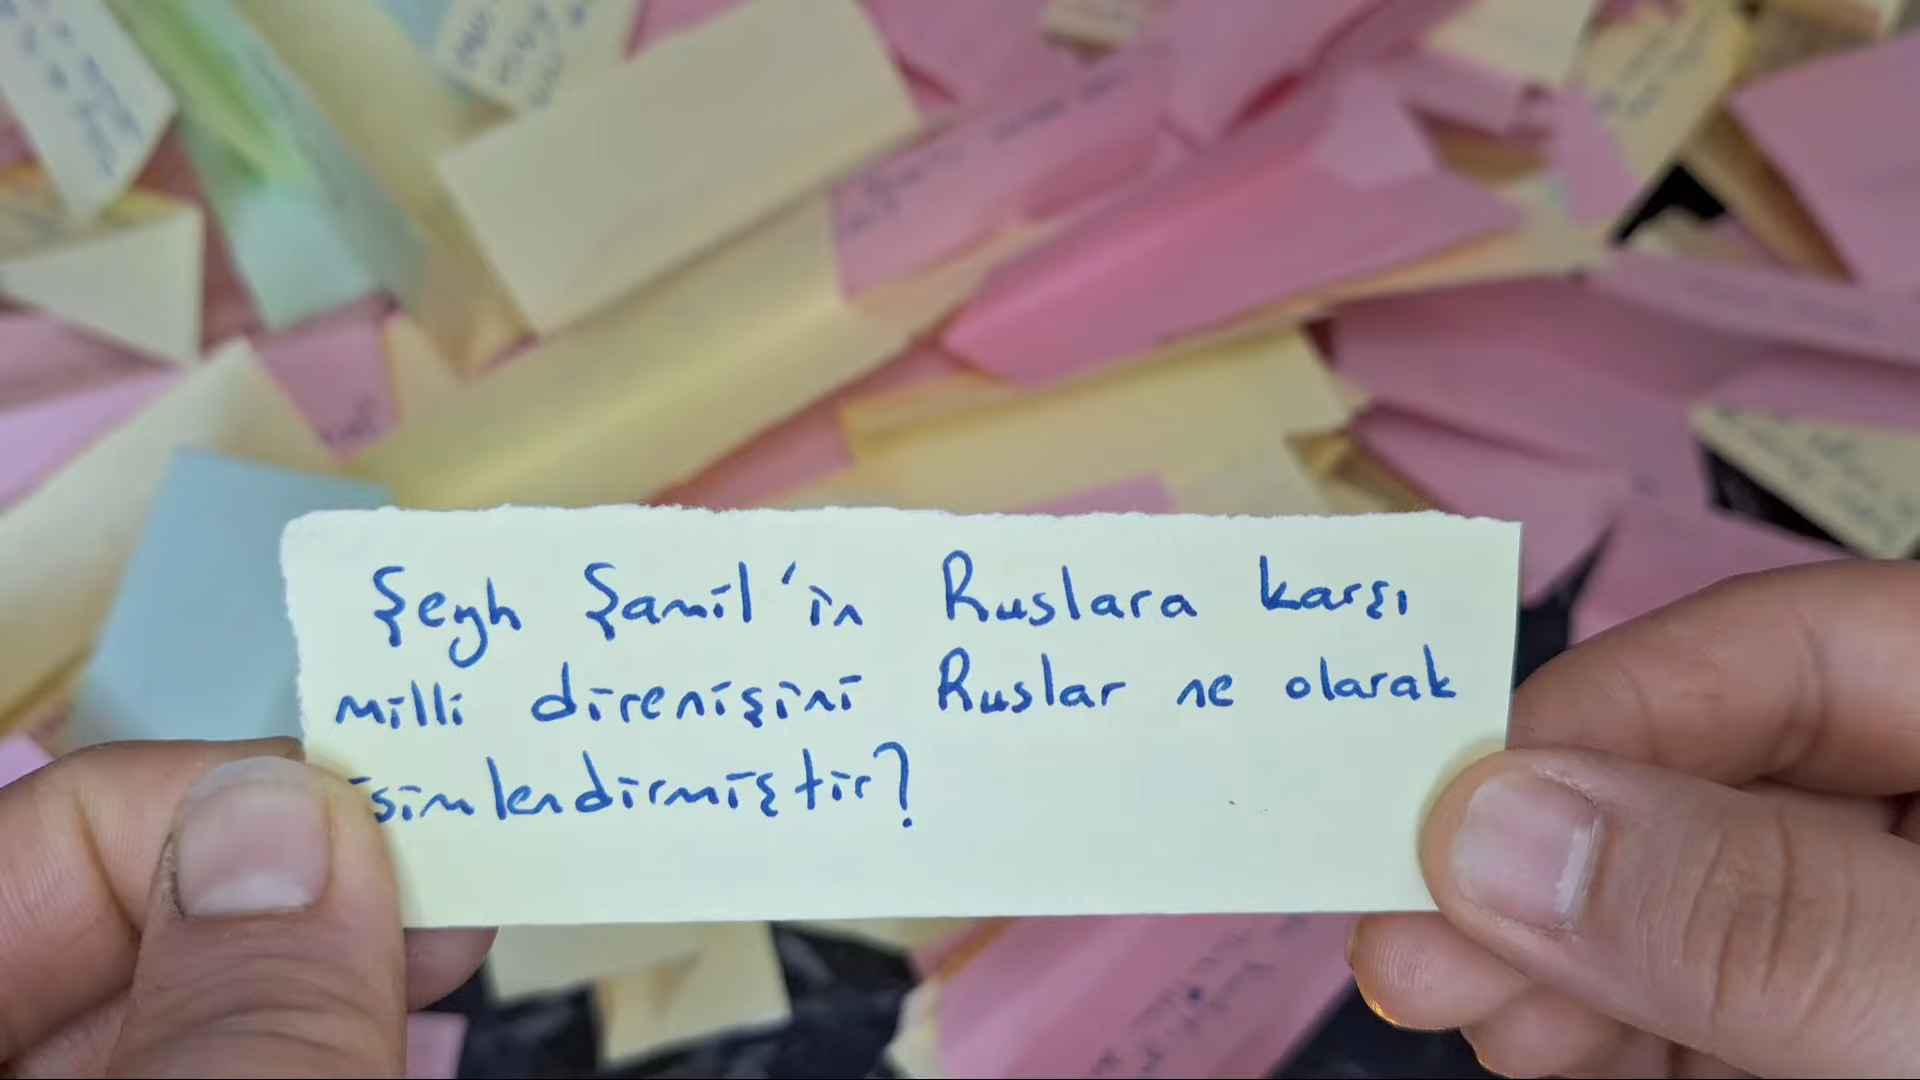 Şeyh Şamil'in Ruslara karşı
milli direnişini Ruslar ne olarak
isimlendirmiştir?